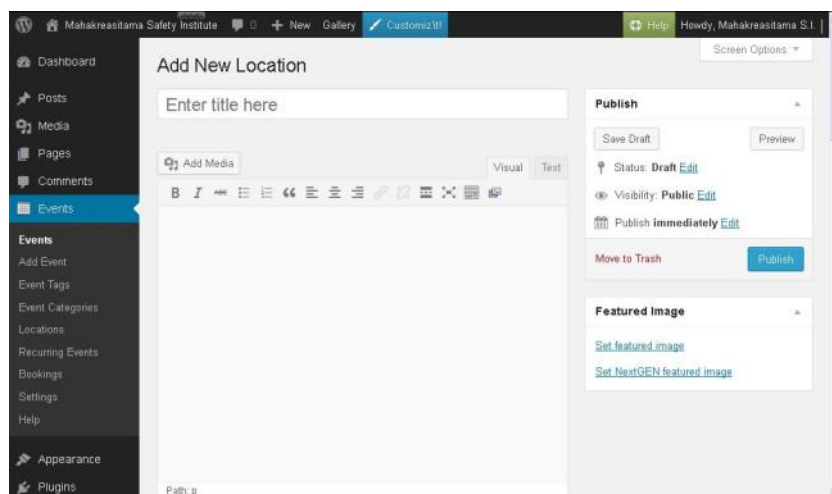 Mahakreasitama Safety Institute 0 + New Gallery Customiz'it! Help Howdy, Mahakreasitama S.I.
Screen Options
Dashboard
Posts
Media
Pages
Comments
Events
Events
Add Event
Event Tags
Event Categories
Locations
Recurring Events
Bookings
Settings
Help
Appearance
Plugins
Add New Location
Enter title here
Add Media
Visual Text
B I ABC
Path: p
Publish
Save Draft Preview
Status: Draft Edit
Visibility: Public Edit
Publish immediately Edit
Move to Trash Publish
Featured Image
Set featured image
Set NextGEN featured image